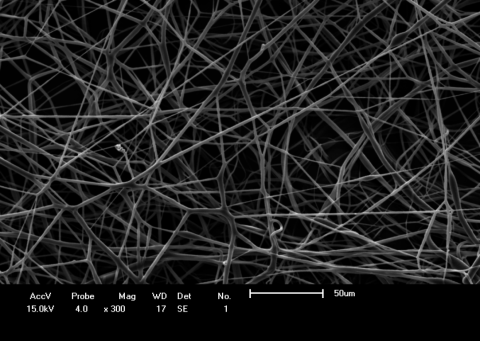 AccV Probe Mag WD Det No. 50um
15.0kV 4.0 x 300 17 SE 1